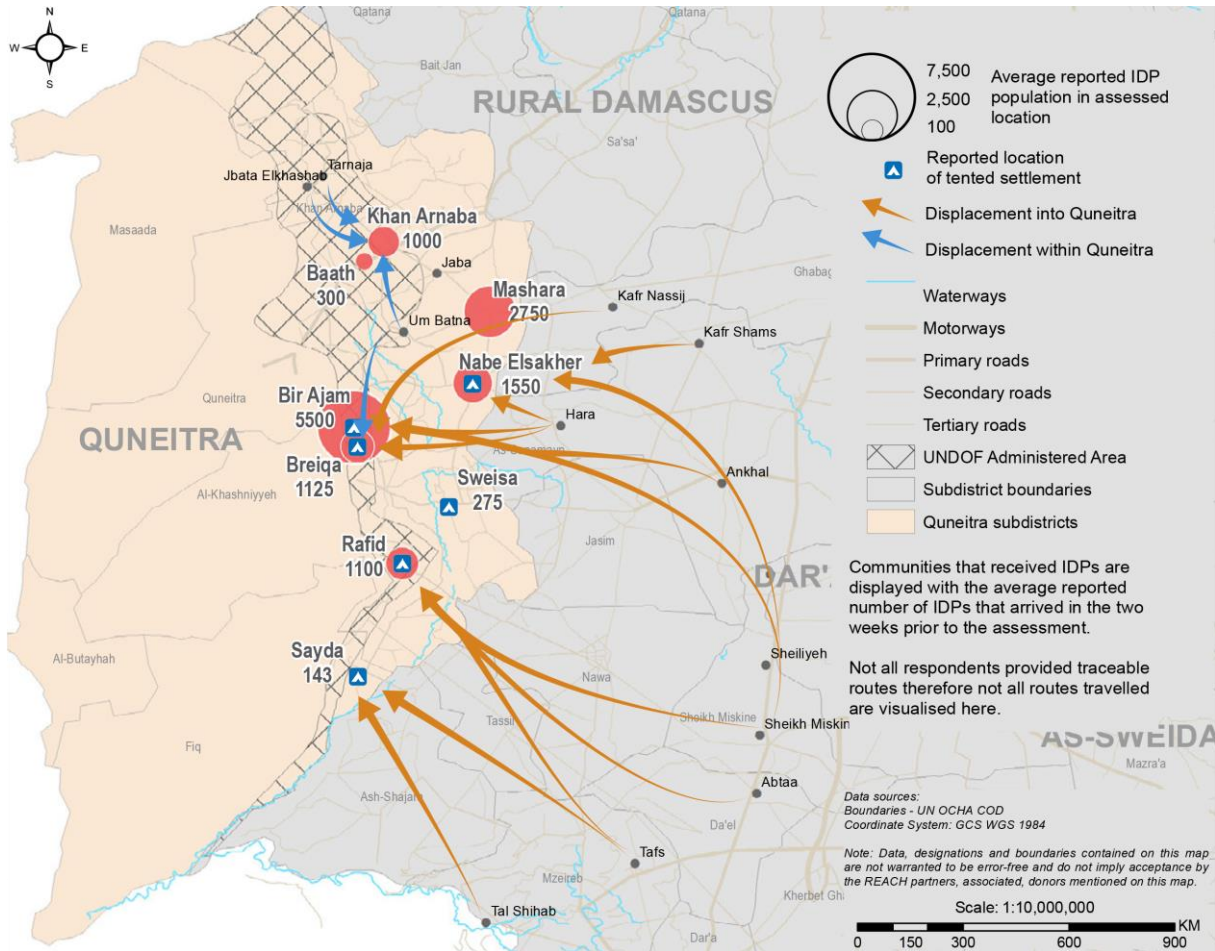 N
W E
S
Qatana
Qatana
Bait Jan
RURAL DAMASCUS
Sa'sa'
Tarnaja
Jbata Elkhashab
Khan Arnaba
Khan Arnaba
1000
Masaada
Baath
300
Jaba
Ghabag
Mashara
2750
Kafr Nassij
Um Batna
Kafr Shams
Nabe Elsakher
1550
Quneitra
Bir Ajam
5500
Hara
QUNEITRA
As-Sanamayn
Breiqa
1125
Sweisa
275
Ankhal
Al-Khashniyyeh
Rafid
1100
Jasim
DAR'
Al-Butayhah
Sayda
143
Sheiliyeh
Nawa
Tassil
Sheikh Miskine
Sheikh Miskin
AS-SWEIDA
Mazra'a
Fiq
Abtaa
Ash-Shajara
Da'el
Tafs
Mzeireb
Kherbet Gha
Tal Shihab
Dar'a
7,500
2,500
100
Average reported IDP
population in assessed
location
Reported location
of tented settlement
Displacement into Quneitra
Displacement within Quneitra
Waterways
Motorways
Primary roads
Secondary roads
Tertiary roads
UNDOF Administered Area
Subdistrict boundaries
Quneitra subdistricts
Communities that received IDPs are
displayed with the average reported
number of IDPs that arrived in the two
weeks prior to the assessment.
Not all respondents provided traceable
routes therefore not all routes travelled
are visualised here.
Data sources:
Boundaries - UN OCHA COD
Coordinate System: GCS WGS 1984
Note: Data, designations and boundaries contained on this map
are not warranted to be error-free and do not imply acceptance by
the REACH partners, associated, donors mentioned on this map.
Scale: 1:10,000,000
KM
0 150 300 600 900